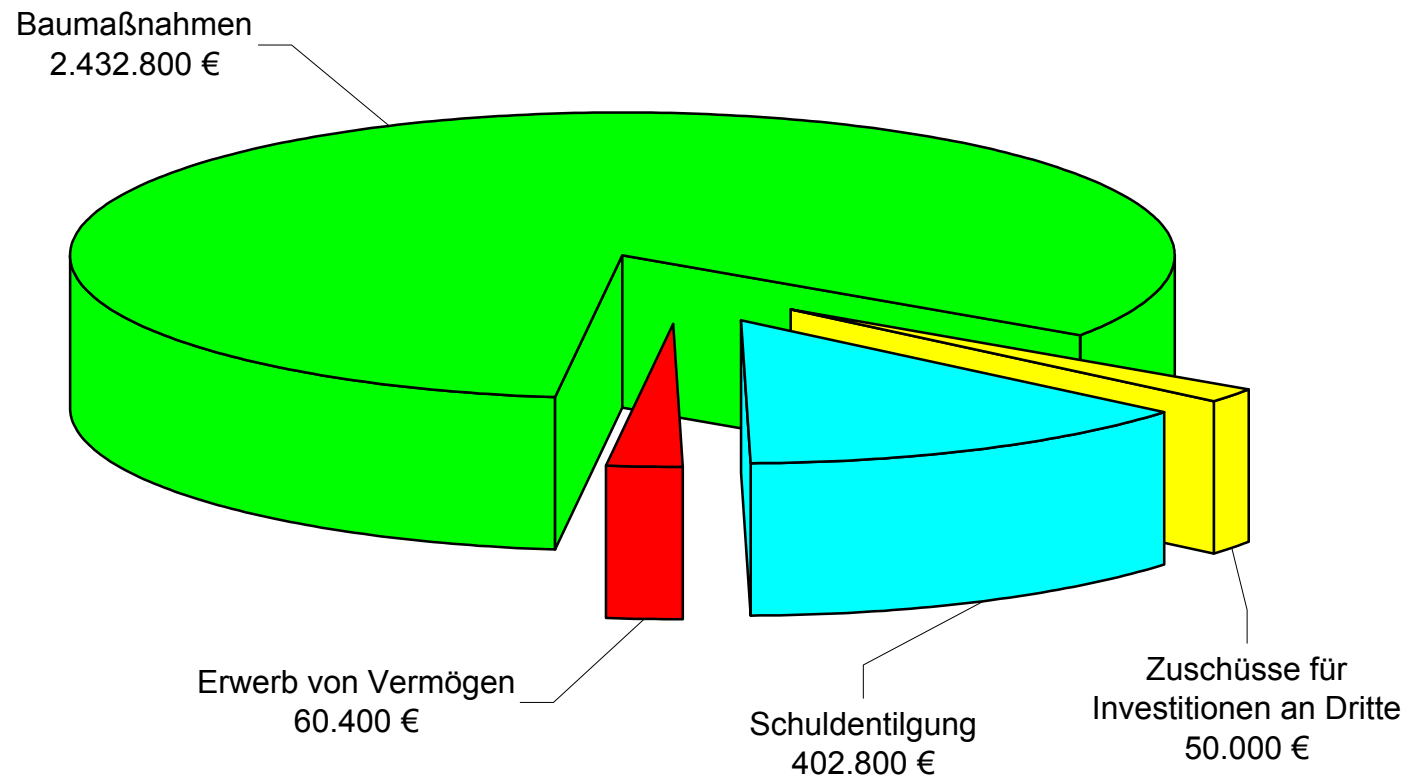 Baumaßnahmen
2.432.800 €
Erwerb von Vermögen
60.400 €
Schuldentilgung
402.800 €
Zuschüsse für
Investitionen an Dritte
50.000 €